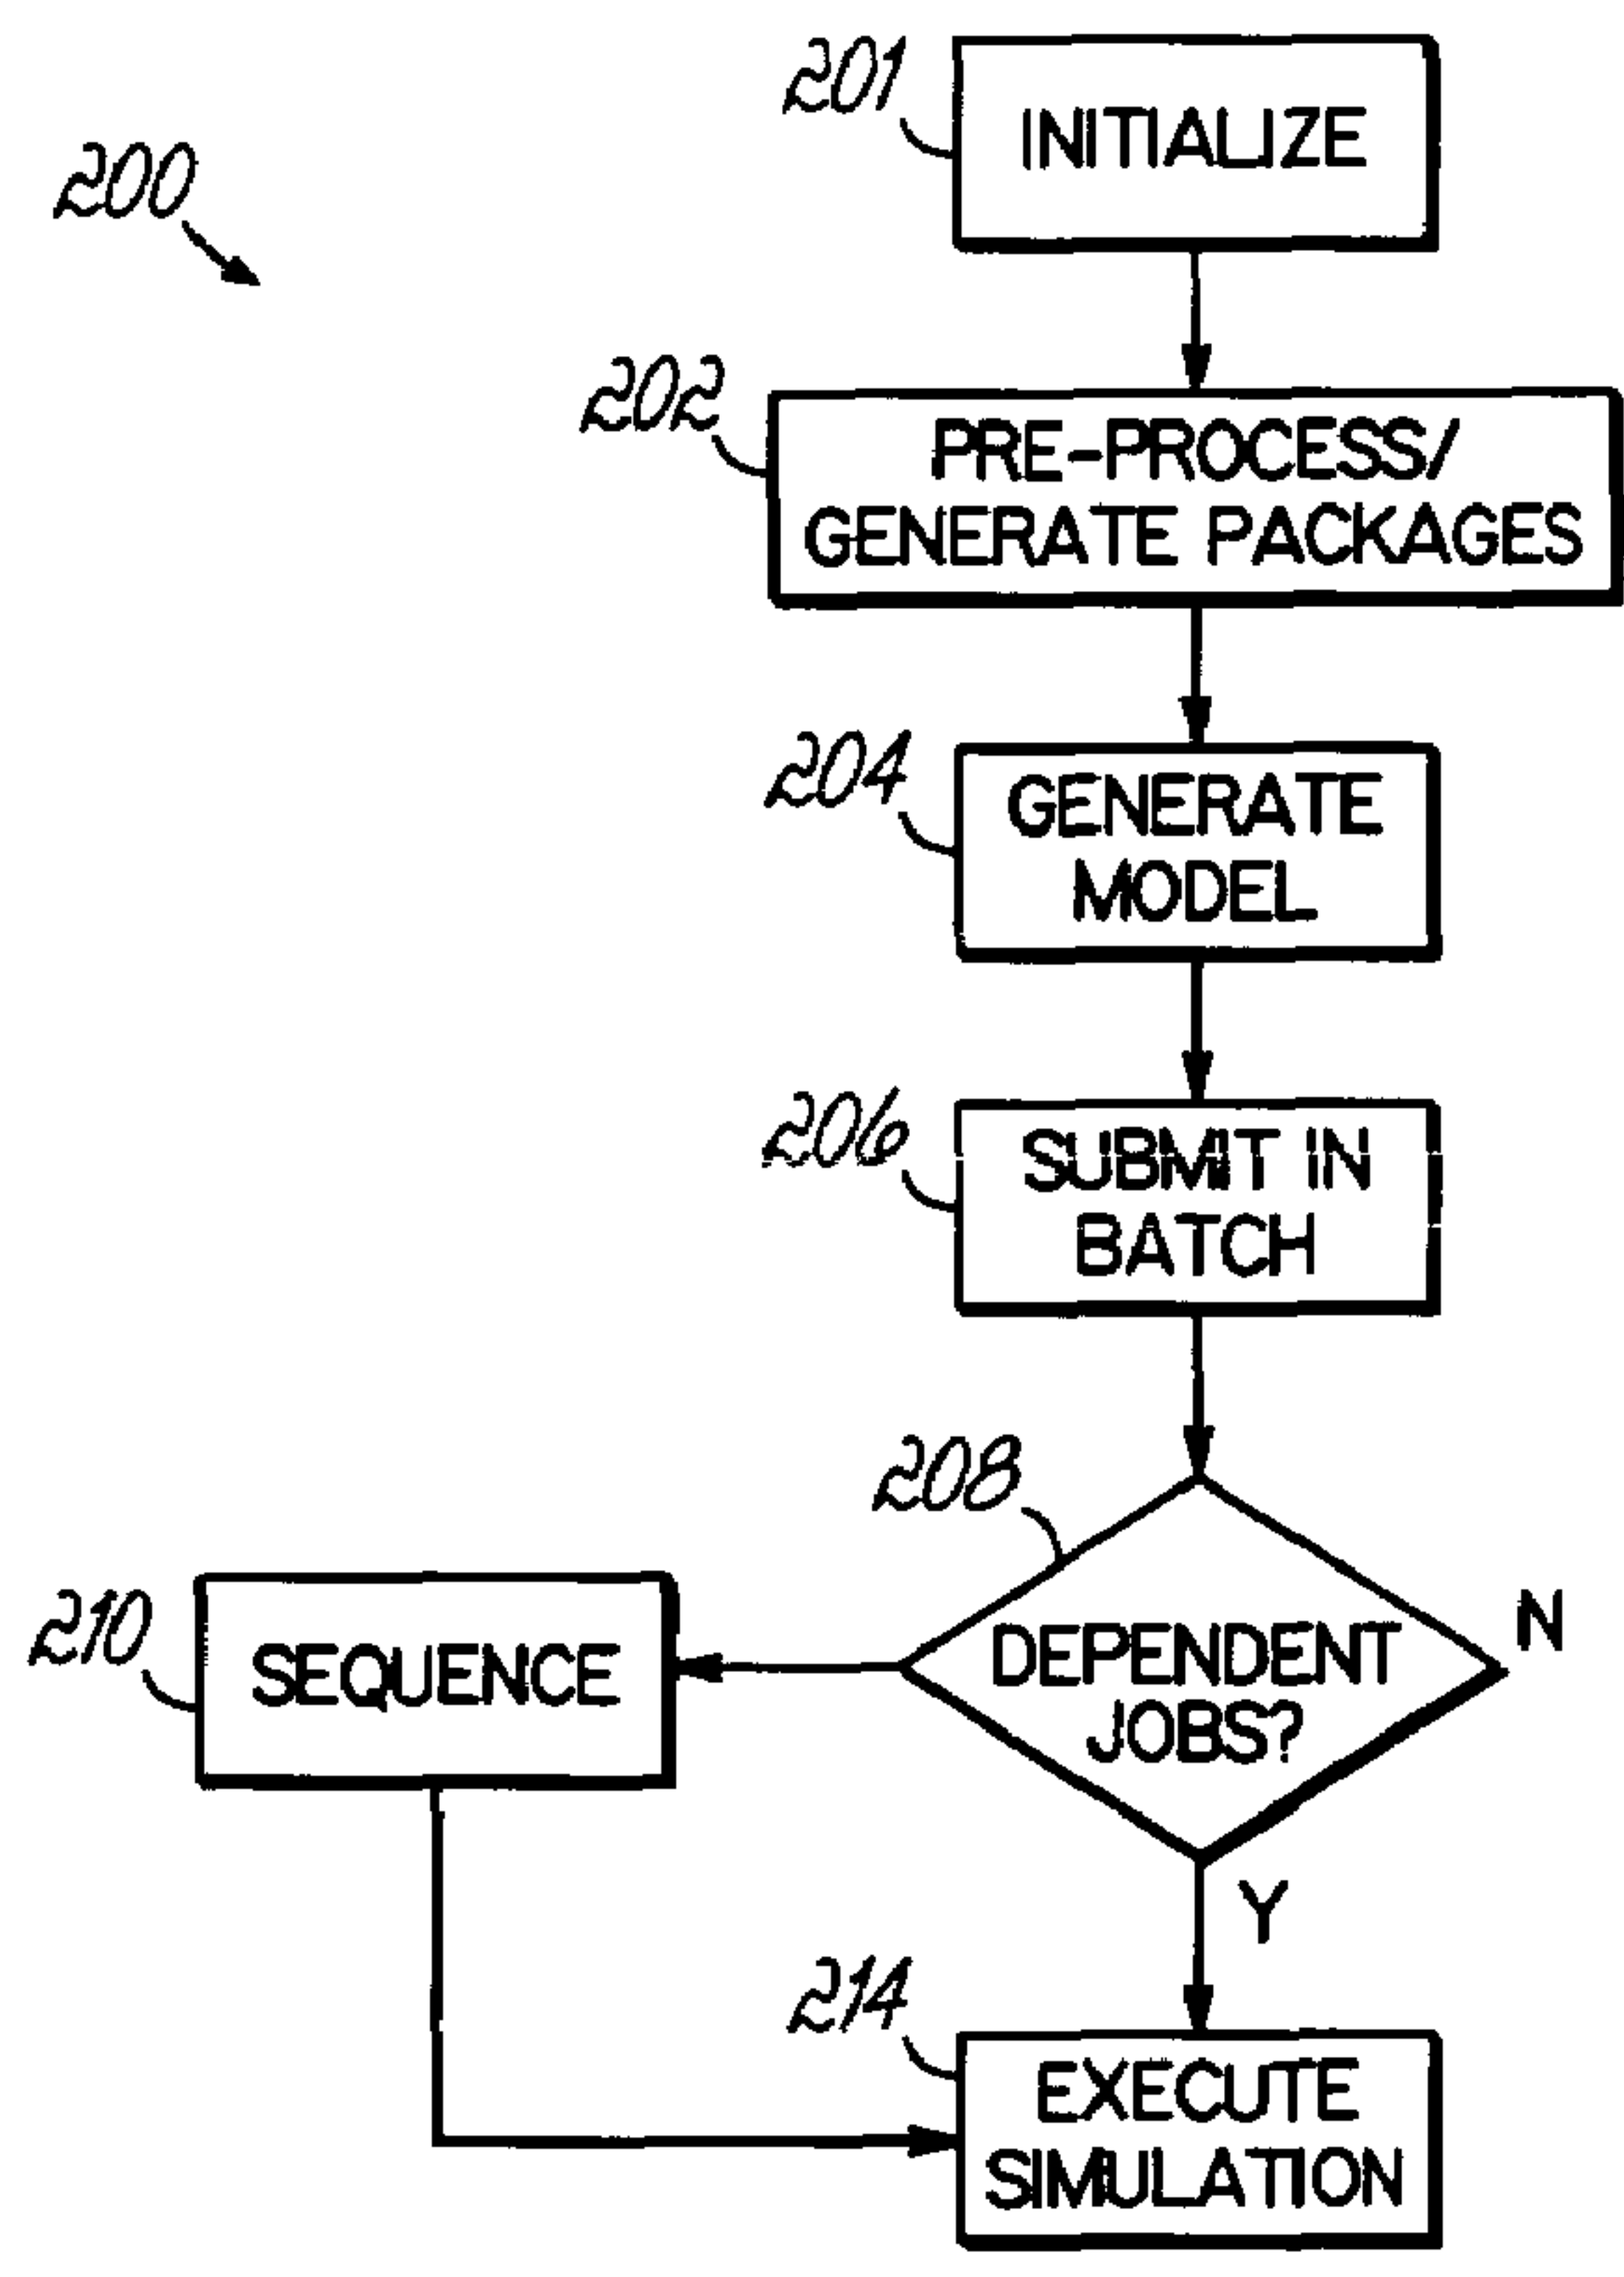 201
INITIALIZE
200
202
PRE-PROCESS/
GENERATE PACKAGES
204
GENERATE
MODEL
206
SUBMIT IN
BATCH
208
DEPENDENT
JOBS?
N
210
SEQUENCE
Y
214
EXECUTE
SIMULATION